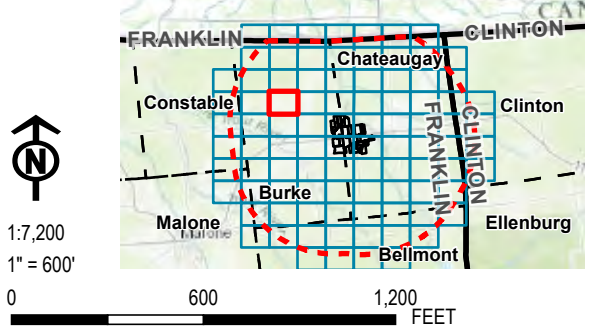 FRANKLIN CLINTON
Chateaugay
Constable Clinton
FRANKLIN CLINTON
N
Burke
1:7,200
Malone Ellenburg
Malone
1" = 600' Bellmont
0 600 1,200
FEET